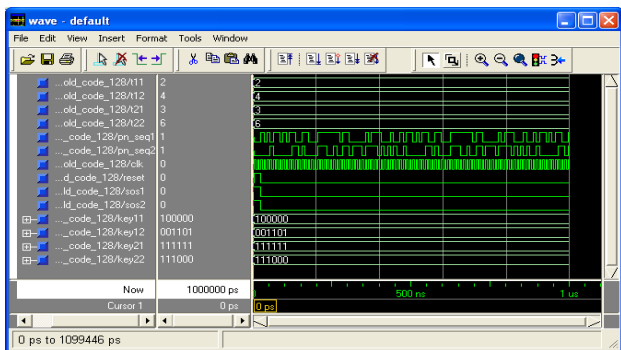 wave - default
File Edit View Insert Format Tools Window
...old_code_128/t11 2 2
...old_code_128/t12 4 4
...old_code_128/t21 3 3
...old_code_128/t22 6 6
..._code_128/pn_seq1 1
..._code_128/pn_seq2 1
...old_code_128/clk 0
...d_code_128/reset 0
...ld_code_128/sos1 0
...ld_code_128/sos2 0
..._code_128/key11 100000 100000
..._code_128/key12 001101 001101
..._code_128/key21 111111 111111
..._code_128/key22 111000 111000
Now 1000000 ps 500 ns 1 us
Cursor 1 0 ps 0 ps
0 ps to 1099446 ps